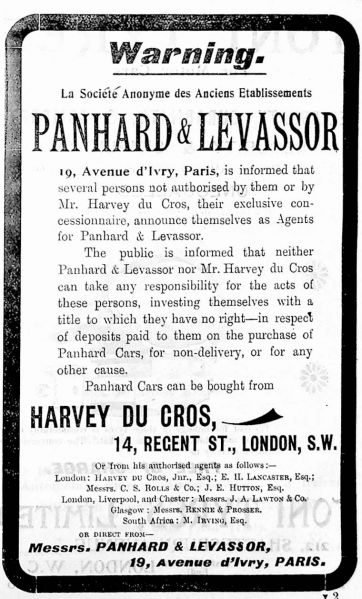 Warning.
La Société Anonyme des Anciens Etablissements
PANHARD & LEVASSOR
19, Avenue d'Ivry, Paris, is informed that
several persons not authorised by them or by
Mr. Harvey du Cros, their exclusive con-
cessionnaire, announce themselves as Agents
for Panhard & Levassor.
The public is informed that neither
Panhard & Levassor nor Mr. Harvey du Cros
can take any responsibility for the acts of
these persons, investing themselves with a
title to which they have no right—in respect
of deposits paid to them on the purchase of
Panhard Cars, for non-delivery, or for any
other cause.
Panhard Cars can be bought from
HARVEY DU CROS,
14, REGENT ST., LONDON, S.W.
Or from his authorised agents as follows:—
London: HARVEY DU CROS, Jnr., Esq.; E. H. LANCASTER, Esq.;
Messrs. C. S. ROLLS & Co.; J. E. HUTTON, Esq.
London, Liverpool, and Chester: Messrs. J. A. LAWTON & Co.
Glasgow: Messrs. RENNIE & PROSSER.
South Africa: M. IRVING, Esq.
OR DIRECT FROM—
Messrs. PANHARD & LEVASSOR,
19, Avenue d'Ivry, PARIS.